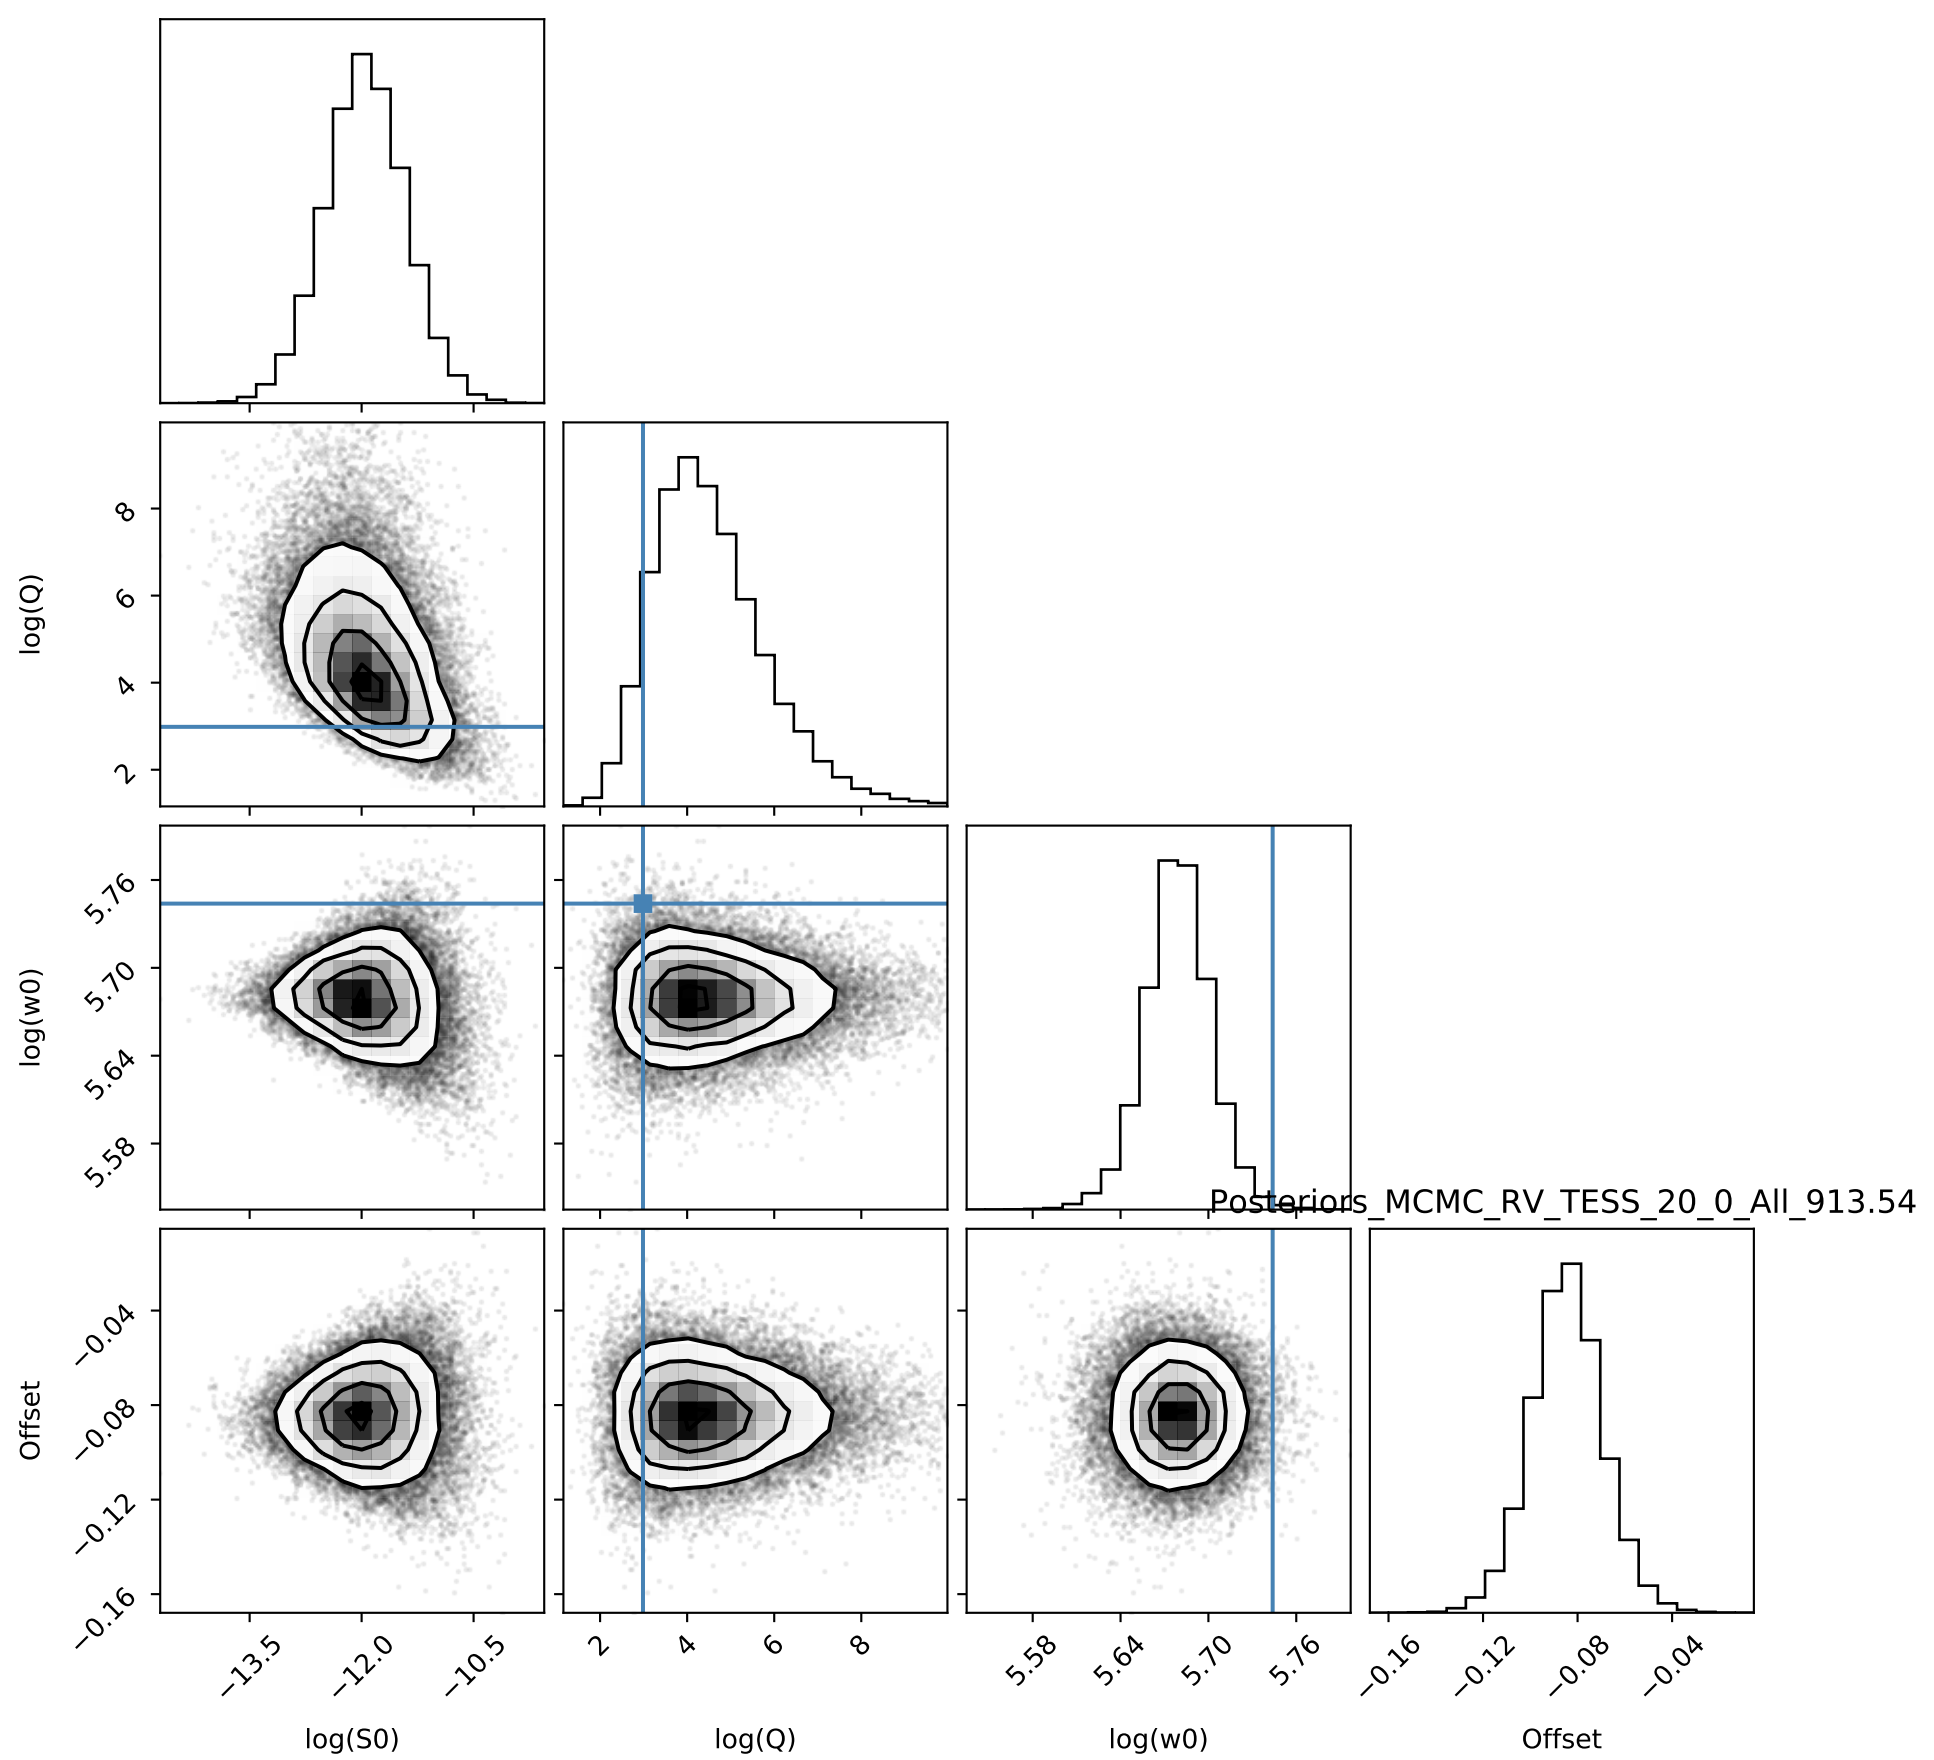 8
6
4
2
log(Q)
5.76
5.70
5.64
5.58
log(w0)
Posteriors_MCMC_RV_TESS_20_0_All_913.54
−0.04
−0.08
−0.12
−0.16
Offset
−13.5 −12.0 −10.5 2 4 6 8 5.58 5.64 5.70 5.76 −0.16 −0.12 −0.08 −0.04
log(S0) log(Q) log(w0) Offset